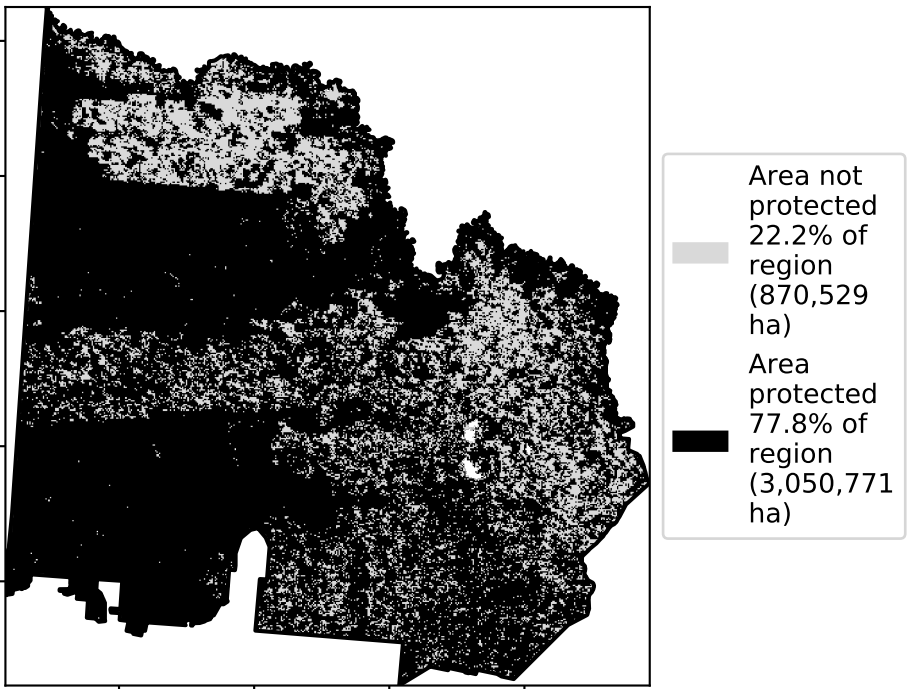 Area not
protected
22.2% of
region
(870,529
ha)
Area
protected
77.8% of
region
(3,050,771
ha)